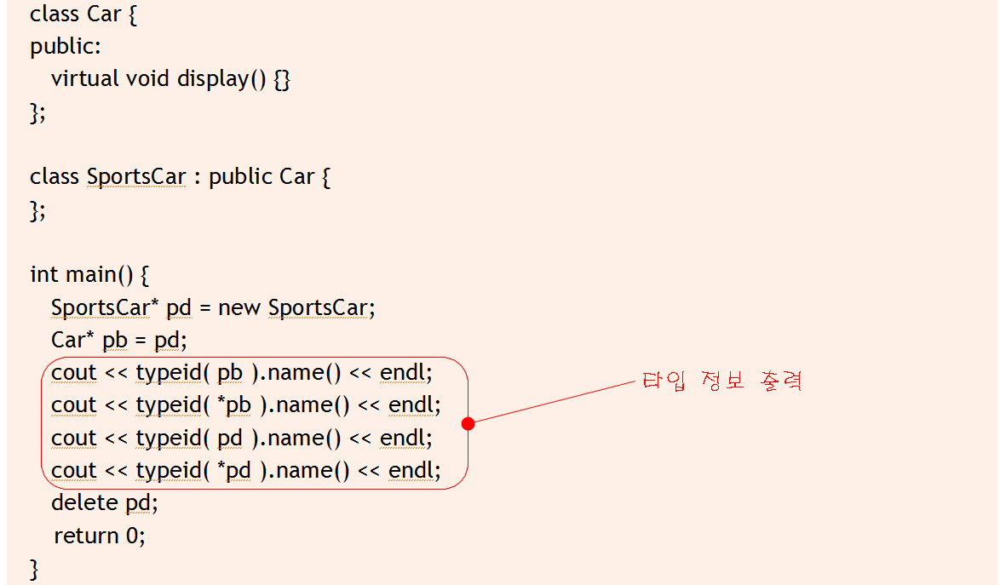 class Car {
public:
virtual void display() {}
};
class SportsCar : public Car {
};
int main() {
SportsCar* pd = new SportsCar;
Car* pb = pd;
cout << typeid( pb ).name() << endl;
cout << typeid( *pb ).name() << endl;
cout << typeid( pd ).name() << endl;
cout << typeid( *pd ).name() << endl;
타입 정보 출력
delete pd;
return 0;
}